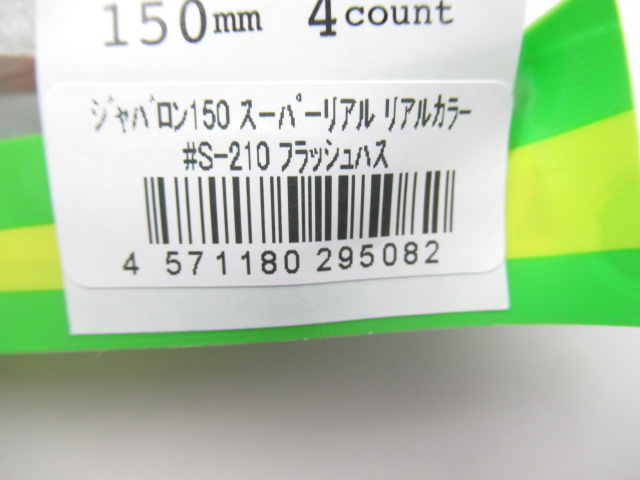 150mm 4count
ｼﾞｬﾊﾞﾛﾝ150 ｽｰﾊﾟｰﾘｱﾙ ﾘｱﾙｶﾗｰ
#S-210 ﾌﾗｯｼｭﾊｽ
4 571180 295082